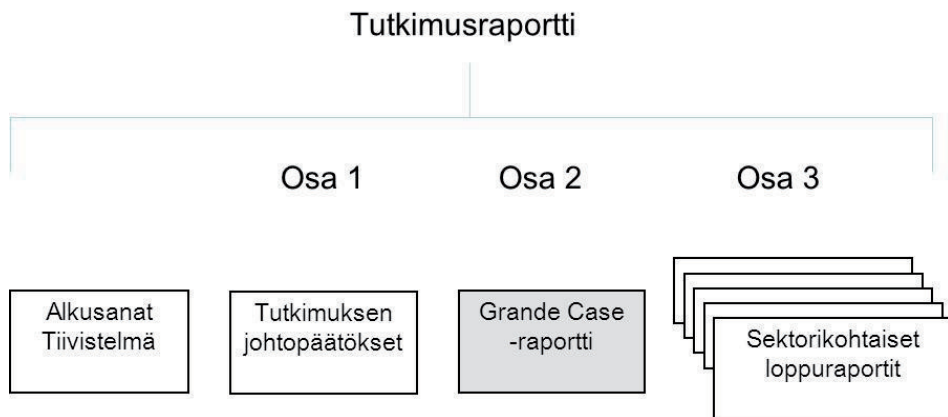 Tutkimusraportti
Osa 1
Osa 2
Osa 3
Alkusanat
Tiivistelmä
Tutkimuksen
johtopäätökset
Grande Case
-raportti
Sektorikohtaiset
loppuraportit